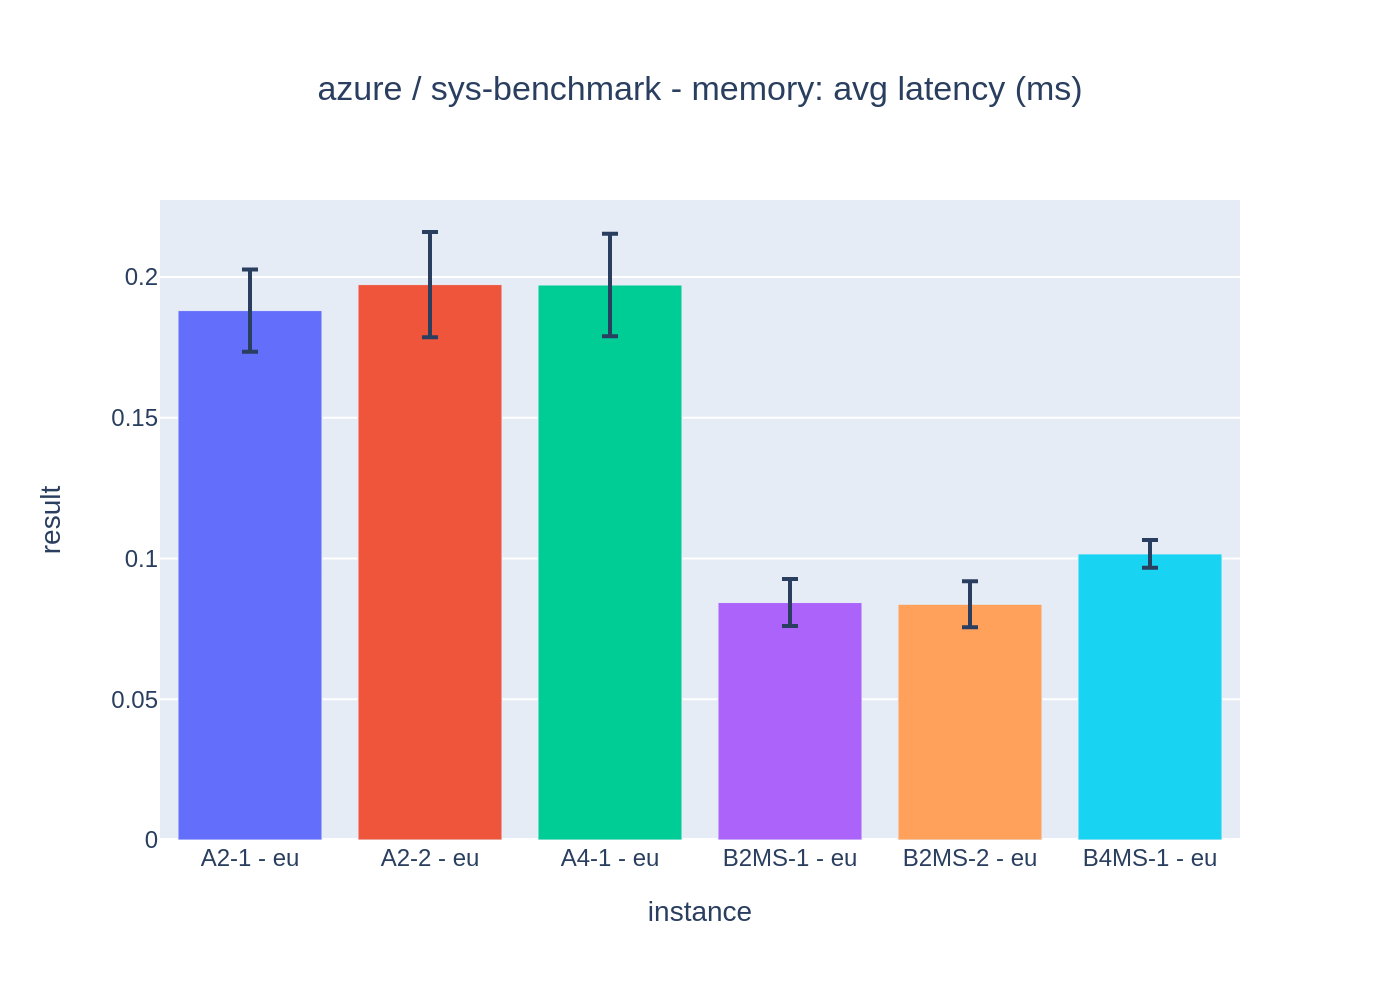 azure / sys-benchmark - memory: avg latency (ms)
0.2
0.15
0.1
0.05
0
result
A2-1 - eu
A2-2 - eu
A4-1 - eu
B2MS-1 - eu
B2MS-2 - eu
B4MS-1 - eu
instance